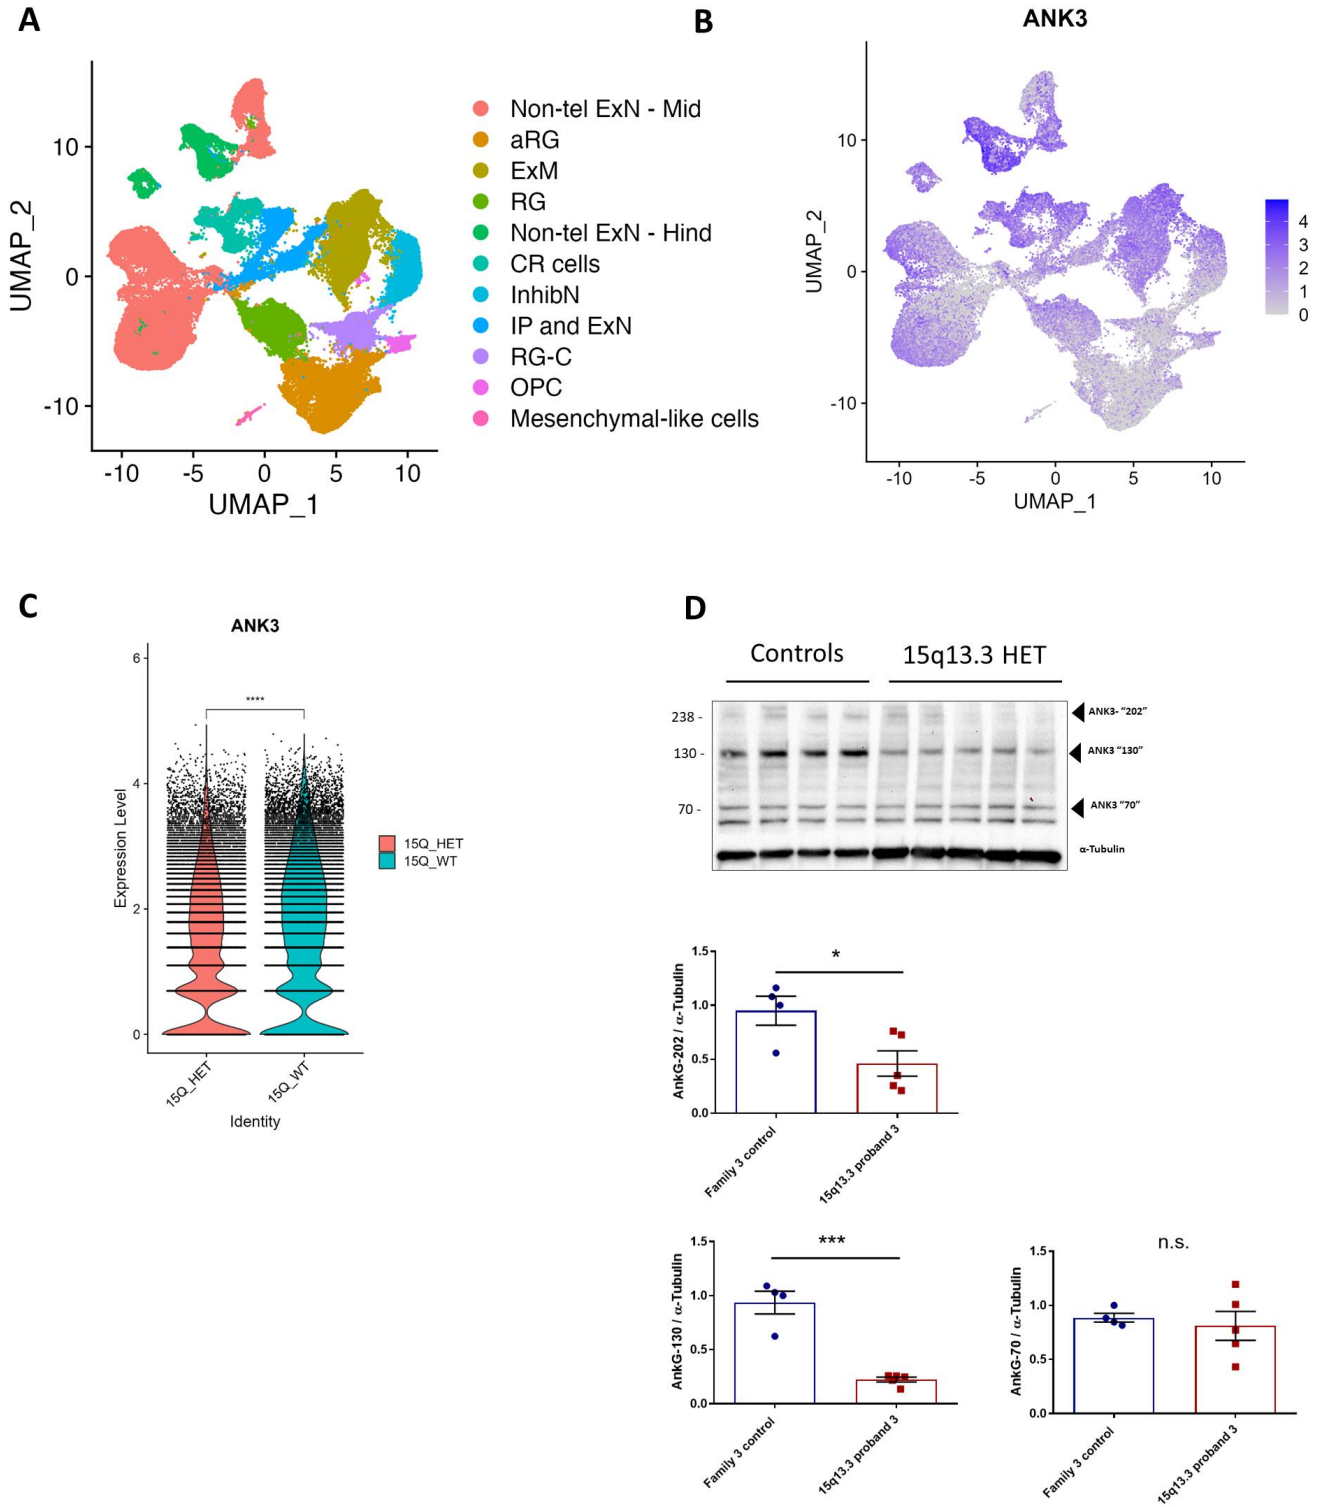 A
UMAP_2
10
0
-10
-10
-5
0
5
10
UMAP_1
Non-tel ExN - Mid
aRG
ExM
RG
Non-tel ExN - Hind
CR cells
InhibN
IP and ExN
RG-C
OPC
Mesenchymal-like cells
B
ANK3
UMAP_2
10
0
-10
-10
-5
0
5
10
UMAP_1
4
3
2
1
0
C
ANK3
Expression Level
6
4
2
0
****
15Q_HET
15Q_WT
Identity
15Q_HET
15Q_WT
D
Controls
15q13.3 HET
238 -
130 -
70 -
ANK3- “202”
ANK3 “130”
ANK3 “70”
α-Tubulin
AnkG-202 / α-Tubulin
1.5
1.0
0.5
0.0
*
Family 3 control
15q13.3 proband 3
AnkG-130 / α-Tubulin
1.5
1.0
0.5
0.0
***
Family 3 control
15q13.3 proband 3
AnkG-70 / α-Tubulin
1.5
1.0
0.5
0.0
n.s.
Family 3 control
15q13.3 proband 3